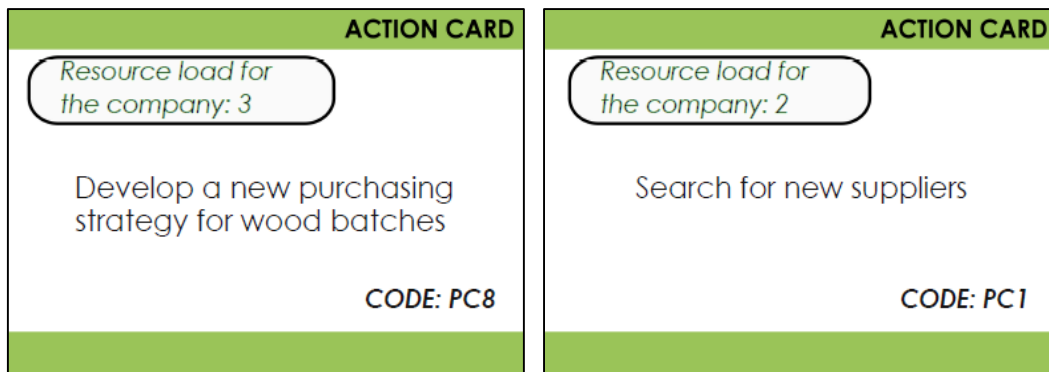 ACTION CARD
Resource load for
the company: 3
Develop a new purchasing
strategy for wood batches
CODE: PC8
ACTION CARD
Resource load for
the company: 2
Search for new suppliers
CODE: PC1